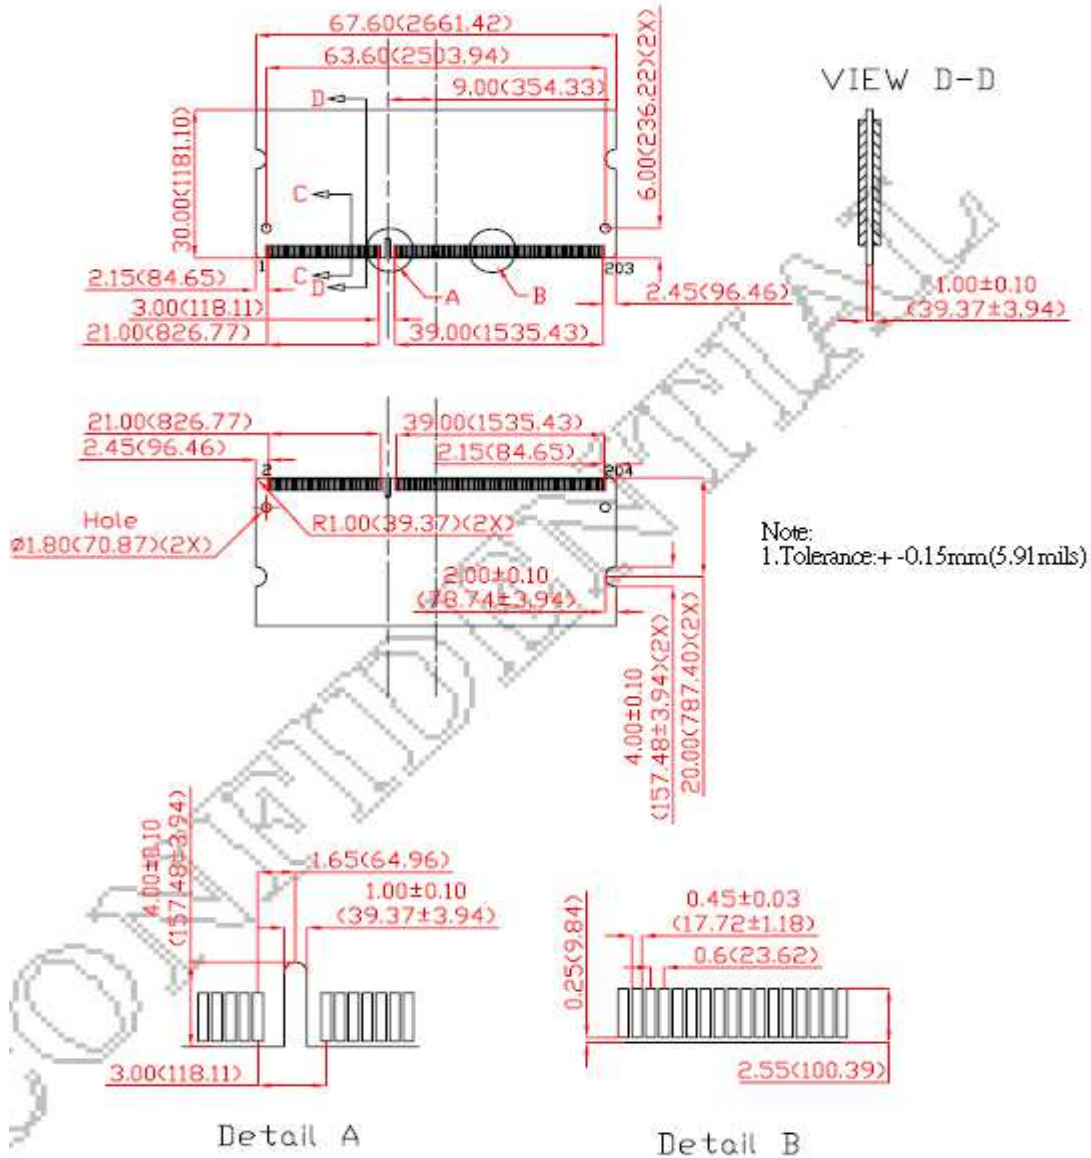 67.60(2661.42)
63.60(2503.94)
9.00(354.33)
6.00(236.22)(2X)
VIEW D-D
D
30.00(1181.10)
C
1
203
2.15(84.65)
C
D
A
B
2.45(96.46)
1.00±0.10
(39.37±3.94)
3.00(118.11)
21.00(826.77)
39.00(1535.43)
21.00(826.77)
39.00(1535.43)
2.45(96.46)
2.15(84.65)
2
204
Hole
ø1.80(70.87)(2X)
R1.00(39.37)(2X)
Note:
1.Tolerance:+ -0.15mm(5.91mils)
2.00±0.10
(78.74±3.94)
4.00±0.10
(157.48±3.94)(2X)
20.00(787.40)(2X)
4.00±0.10
(157.48±3.94)
1.65(64.96)
1.00±0.10
(39.37±3.94)
3.00(118.11)
Detail A
0.25(9.84)
0.45±0.03
(17.72±1.18)
0.6(23.62)
2.55(100.39)
Detail B
CONFIDENTIAL